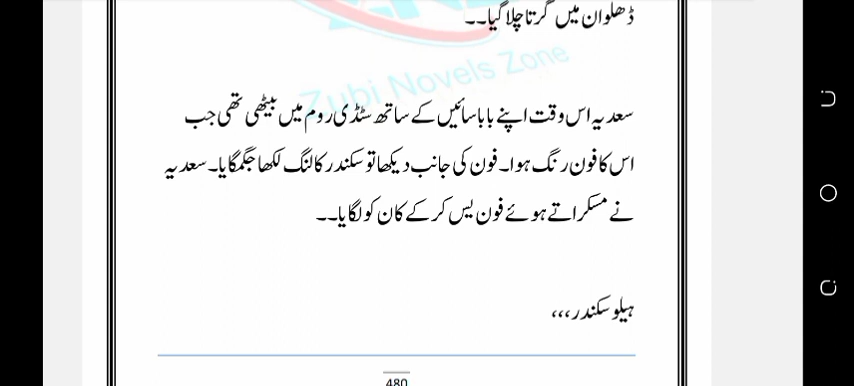 ڈھلوان میں گرتا چلا گیا۔۔
Zubi Novels Zone
سعدیہ اس وقت اپنے بابا سائیں کے ساتھ سٹڈی روم میں بیٹھی تھی جب
اس کا فون رنگ ہوا۔ فون کی جانب دیکھا تو سکندر کالنگ لکھا جگمگایا۔ سعدیہ
نے مسکراتے ہوئے فون یس کر کے کان کو لگایا۔۔
ہیلو سکندر،،،
480